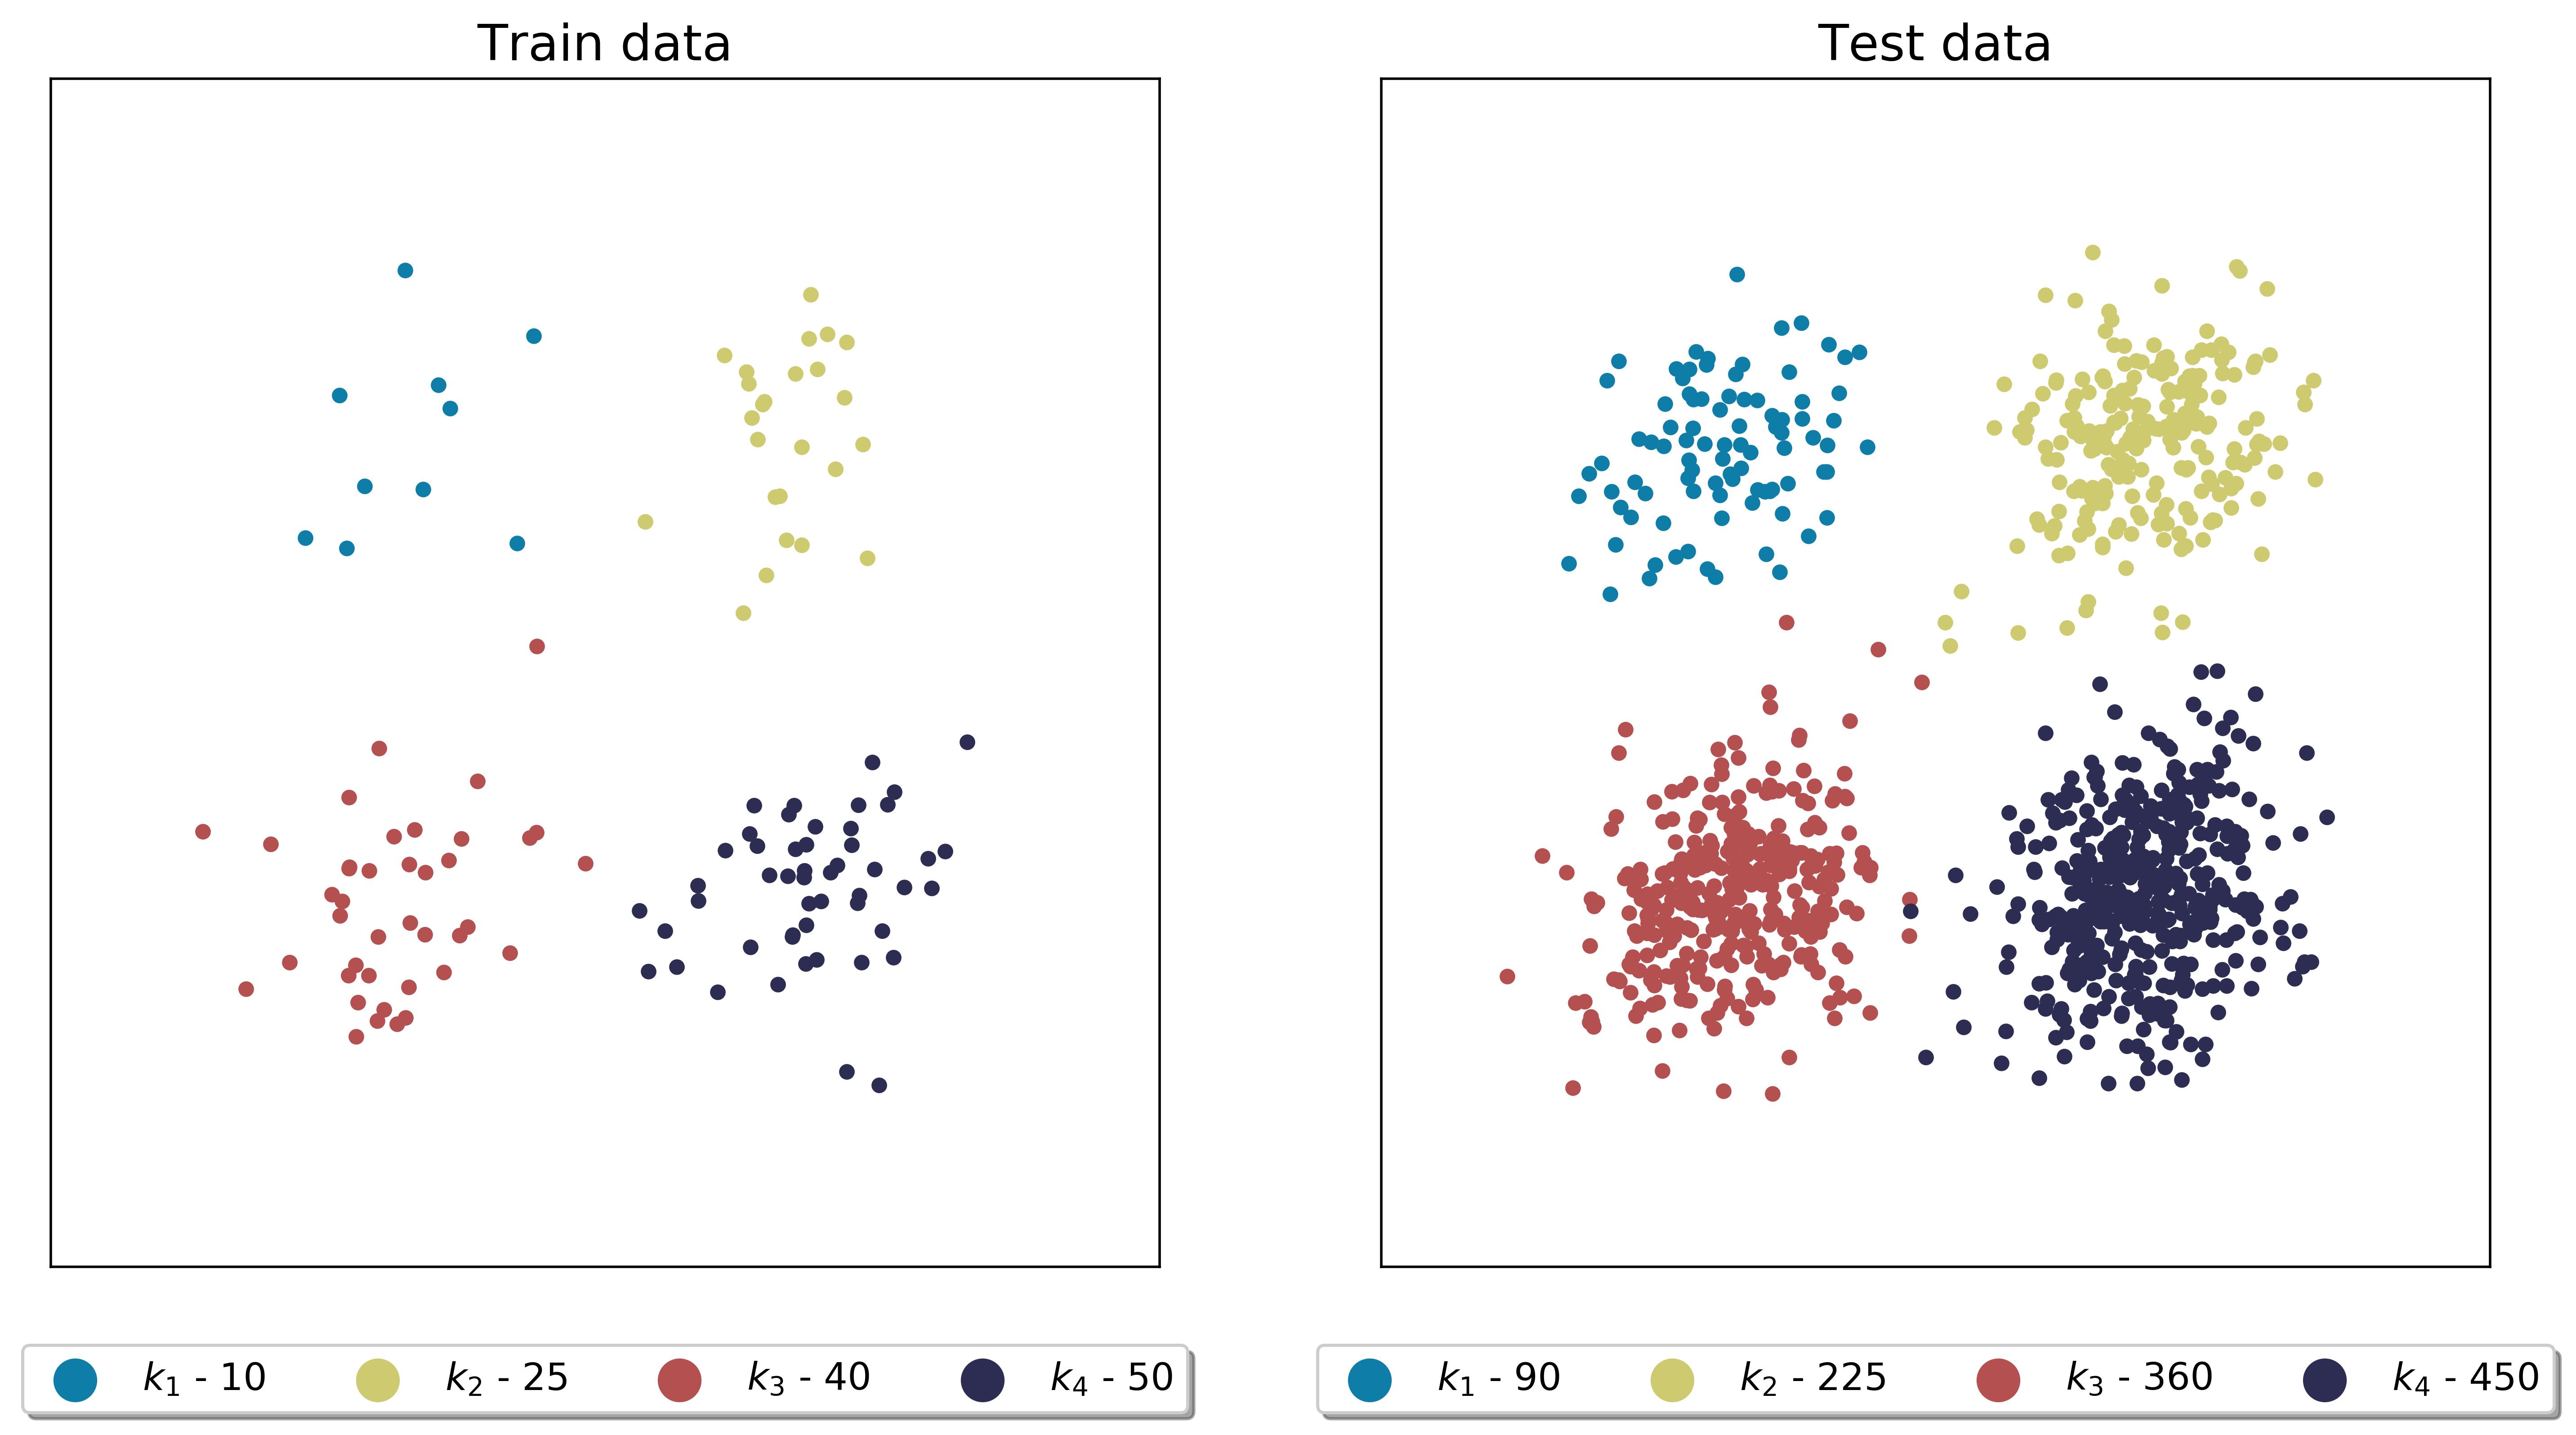 Train data
Test data
k₁ - 10 k₂ - 25 k₃ - 40 k₄ - 50
k₁ - 90 k₂ - 225 k₃ - 360 k₄ - 450